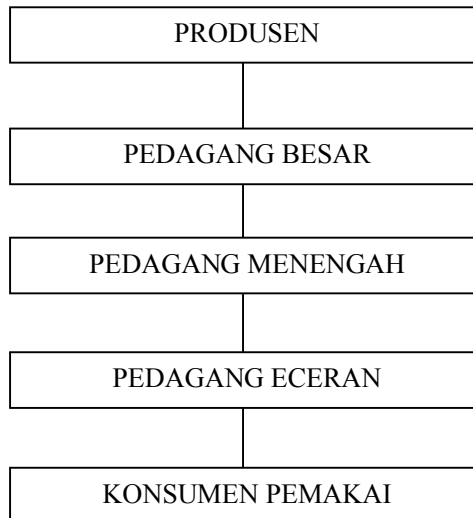 PRODUSEN
PEDAGANG BESAR
PEDAGANG MENENGAH
PEDAGANG ECERAN
KONSUMEN PEMAKAI